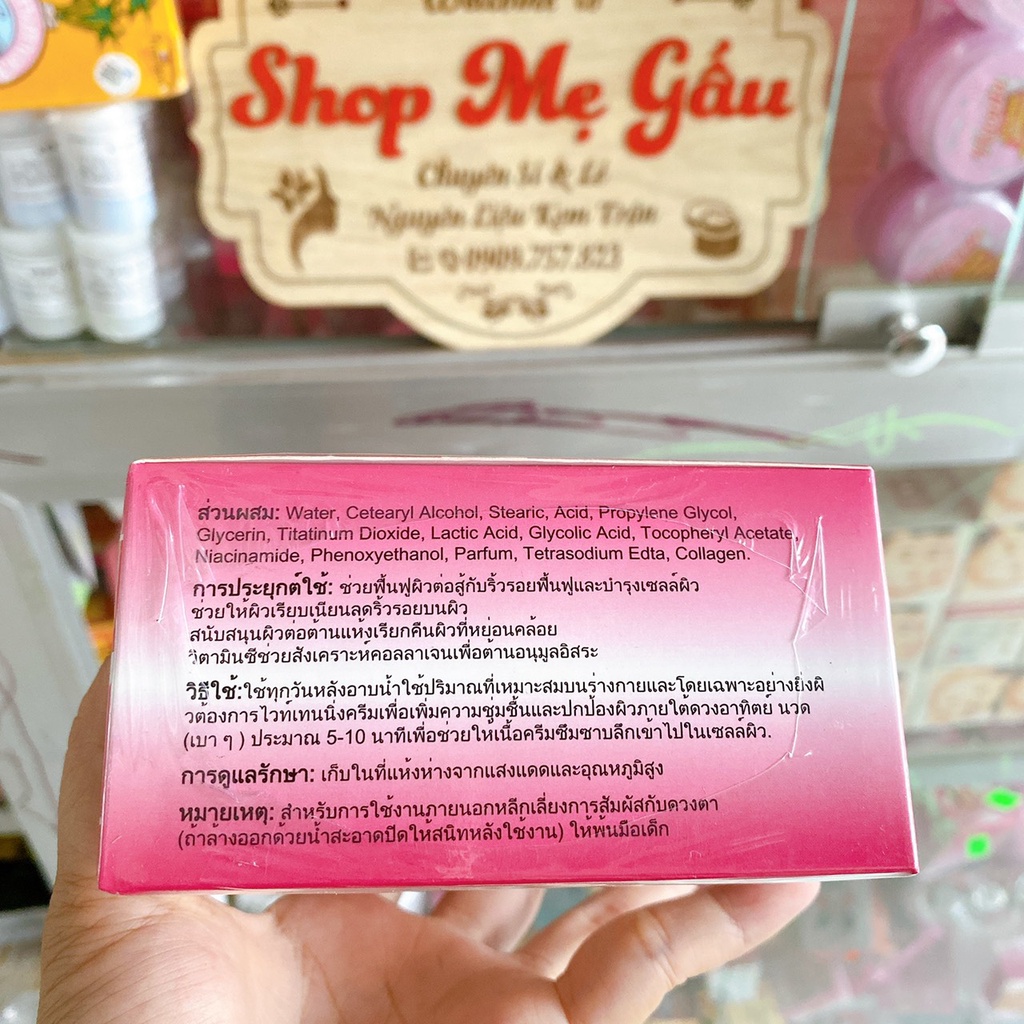 Shop Mẹ Gấu
Chuyên Sỉ & Lẻ
Nguyên Liệu Kem Trộn
0909.757.823
ส่วนผสม: Water, Cetearyl Alcohol, Stearic, Acid, Propylene Glycol,
Glycerin, Titatinum Dioxide, Lactic Acid, Glycolic Acid, Tocopheryl Acetate,
Niacinamide, Phenoxyethanol, Parfum, Tetrasodium Edta, Collagen.
การประยุกต์ใช้: ช่วยฟื้นฟูผิวต่อสู้กับริ้วรอยฟื้นฟูและบำรุงเซลล์ผิว
ช่วยให้ผิวเรียบเนียนลดริ้วรอยบนผิว
สนับสนุนผิวต่อต้านแห้งเรียกคืนผิวที่หย่อนคล้อย
วิตามินซีช่วยสังเคราะห์คอลลาเจนเพื่อต้านอนุมูลอิสระ
วิธีใช้:ใช้ทุกวันหลังอาบน้ำใช้ปริมาณที่เหมาะสมบนร่างกายและโดยเฉพาะอย่างยิ่งผิ
วต้องการไวท์เทนนิ่งครีมเพื่อเพิ่มความชุ่มชื้นและปกป้องผิวภายใต้ดวงอาทิตย์ นวด
(เบา ๆ ) ประมาณ 5-10 นาทีเพื่อช่วยให้เนื้อครีมซึมซาบลึกเข้าไปในเซลล์ผิว.
การดูแลรักษา: เก็บในที่แห้งห่างจากแสงแดดและอุณหภูมิสูง
หมายเหตุ: สำหรับการใช้งานภายนอกหลีกเลี่ยงการสัมผัสกับดวงตา
(ถ้าล้างออกด้วยน้ำสะอาดปิดให้สนิทหลังใช้งาน) ให้พ้นมือเด็ก